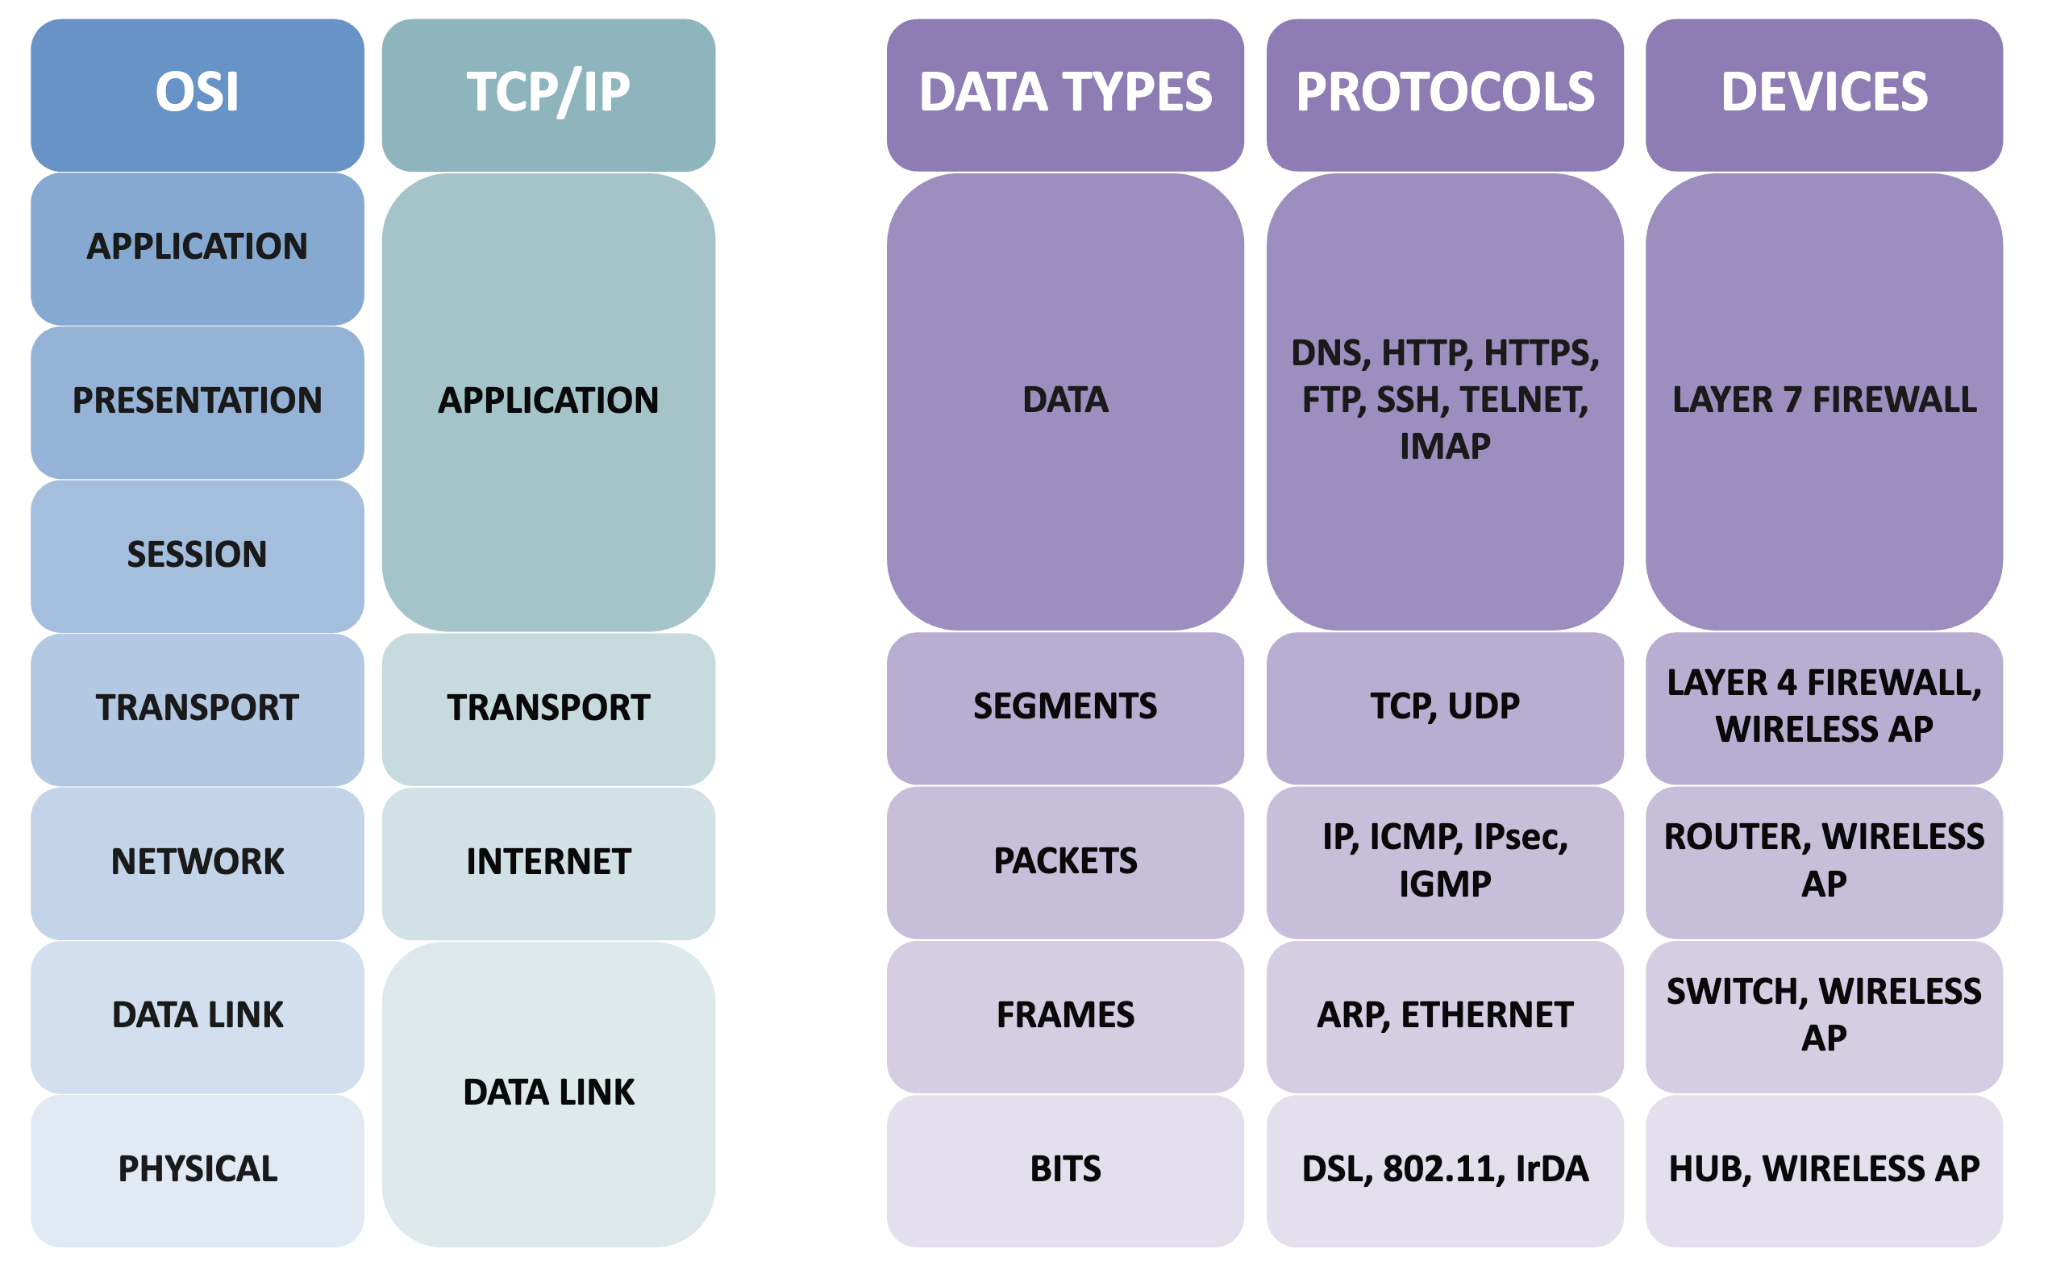 OSI
TCP/IP
DATA TYPES
PROTOCOLS
DEVICES
APPLICATION
PRESENTATION
SESSION
TRANSPORT
NETWORK
DATA LINK
PHYSICAL
APPLICATION
TRANSPORT
INTERNET
DATA LINK
DATA
SEGMENTS
PACKETS
FRAMES
BITS
DNS, HTTP, HTTPS,
FTP, SSH, TELNET,
IMAP
TCP, UDP
IP, ICMP, IPsec,
IGMP
ARP, ETHERNET
DSL, 802.11, IrDA
LAYER 7 FIREWALL
LAYER 4 FIREWALL,
WIRELESS AP
ROUTER, WIRELESS
AP
SWITCH, WIRELESS
AP
HUB, WIRELESS AP